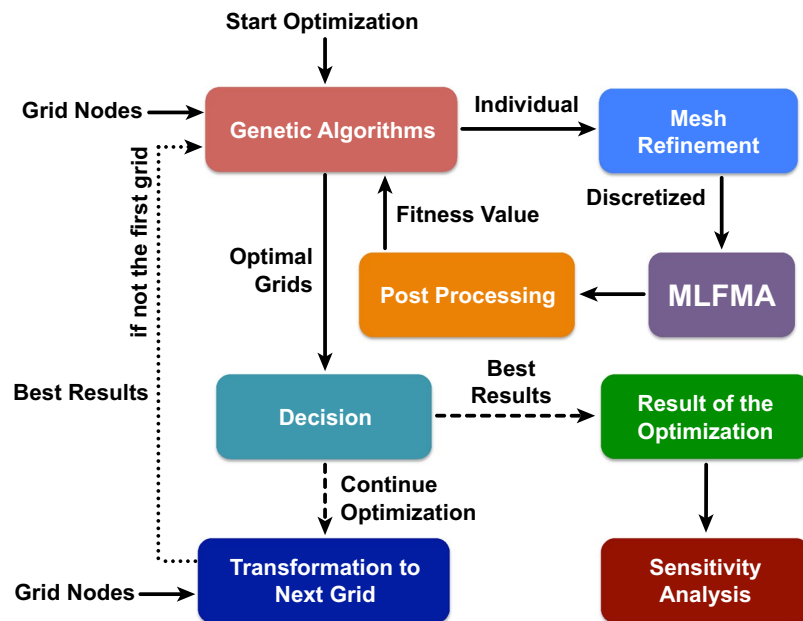 Start Optimization
Grid Nodes
Genetic Algorithms
Individual
Mesh
Refinement
if not the first grid
Fitness Value
Discretized
Optimal
Grids
Post Processing
MLFMA
Best Results
Decision
Best
Results
Result of the
Optimization
Continue
Optimization
Grid Nodes
Transformation to
Next Grid
Sensitivity
Analysis